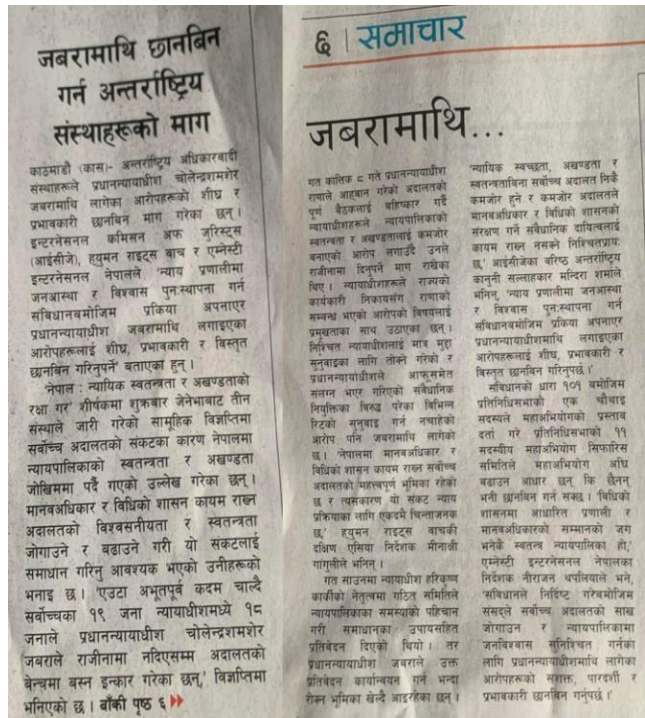 जबरामाथि छानबिन
गर्न अन्तर्राष्ट्रिय
संस्थाहरूको माग
काठमाडौं (कास)- अन्तर्राष्ट्रिय अधिकारवादी
संस्थाहरूले प्रधानन्यायाधीश चोलेन्द्रशमशेर
जबरामाथि लागेका आरोपहरूको शीघ्र र
प्रभावकारी छानबिन माग गरेका छन्।
इन्टरनेसनल कमिसन अफ जुरिस्ट्स
(आईसीजे), ह्युमन राइट्स वाच र एम्नेस्टी
इन्टरनेसनल नेपालले 'न्याय प्रणालीमा
जनआस्था र विश्वास पुनःस्थापना गर्न
संविधानबमोजिम प्रकिया अपनाएर
प्रधानन्यायाधीश जबरामाथि लगाइएका
आरोपहरूलाई शीघ्र, प्रभावकारी र विस्तृत
छानबिन गरिनुपर्ने' बताएका हुन्।
'नेपाल : न्यायिक स्वतन्त्रता र अखण्डताको
रक्षा गर' शीर्षकमा शुक्रबार जेनेभाबाट तीन
संस्थाले जारी गरेको सामूहिक विज्ञप्तिमा
सर्वोच्च अदालतको संकटका कारण नेपालमा
न्यायपालिकाको स्वतन्त्रता र अखण्डता
जोखिममा पर्दै गएको उल्लेख गरेका छन्।
मानवअधिकार र विधिको शासन कायम राख्न
अदालतको विश्वसनीयता र स्वतन्त्रता
जोगाउने र बढाउने गरी यो संकटलाई
समाधान गरिनु आवश्यक भएको उनीहरूको
भनाइ छ। 'एउटा अभूतपूर्व कदम चाल्दै
सर्वोच्चका १९ जना न्यायाधीशमध्ये १८
जनाले प्रधानन्यायाधीश चोलेन्द्रशमशेर
जबराले राजीनामा नदिएसम्म अदालतको
बेन्चमा बस्न इन्कार गरेका छन्,' विज्ञप्तिमा
भनिएको छ। बाँकी पृष्ठ ६
६ | समाचार
जबरामाथि...
गत कात्तिक ८ गते प्रधानन्यायाधीश
राणाले आह्वान गरेको अदालतको
पूर्ण बैठकलाई बहिष्कार गर्दै
न्यायाधीशहरूले न्यायपालिकाको
स्वतन्त्रता र अखण्डतालाई कमजोर
बनाएको आरोप लगाउँदै उनले
राजीनामा दिनुपर्ने माग राखेका
थिए। न्यायाधीशहरूले राज्यको
कार्यकारी निकायसँग राणाको
सम्बन्ध भएको आरोपको विषयलाई
प्रमुखताका साथ उठाएका छन्।
निश्चित न्यायाधीशलाई मात्र मुद्दा
सुनुवाइका लागि तोक्ने गरेको र
प्रधानन्यायाधीशले आफूसमेत
संलग्न भएर गरिएको संवैधानिक
नियुक्तिका विरुद्ध परेका विभिन्न
रिटको सुनुवाइ गर्न नचाहेको
आरोप पनि जबरामाथि लागेको
छ। 'नेपालमा मानवअधिकार र
विधिको शासन कायम राख्न सर्वोच्च
अदालतको महत्त्वपूर्ण भूमिका रहेको
छ र त्यसकारण यो संकट न्याय
प्रक्रियाका लागि एकदमै चिन्ताजनक
छ,' ह्युमन राइट्स वाचकी
दक्षिण एसिया निर्देशक मीनाक्षी
गांगुलीले भनिन्।
गत साउनमा न्यायाधीश हरिकृष्ण
कार्कीको नेतृत्वमा गठित समितिले
न्यायपालिकाका समस्याको पहिचान
गरी समाधानका उपायसहित
प्रतिवेदन दिएको थियो। तर
प्रधानन्यायाधीश जबराले उक्त
प्रतिवेदन कार्यान्वयन गर्न भन्दा
रोक्न भूमिका खेल्दै आइरहेका छन्।
'न्यायिक स्वच्छता, अखण्डता र
स्वतन्त्रताबिना सर्वोच्च अदालत निकै
कमजोर हुने र कमजोर अदालतले
मानवअधिकार र विधिको शासनको
संरक्षण गर्ने संवैधानिक दायित्वलाई
कायम राख्न नसक्ने निश्चितप्रायः
छ,' आईसीजेका वरिष्ठ अन्तर्राष्ट्रिय
कानुनी सल्लाहकार मन्दिरा शर्माले
भनिन्, 'न्याय प्रणालीमा जनआस्था
र विश्वास पुनःस्थापना गर्न
संविधानबमोजिम प्रकिया अपनाएर
प्रधानन्यायाधीशमाथि लगाइएका
आरोपहरूलाई शीघ्र, प्रभावकारी र
विस्तृत छानबिन गरिनुपर्छ।'
संविधानको धारा १०१ बमोजिम
प्रतिनिधिसभाको एक चौथाइ
सदस्यले महाअभियोगको प्रस्ताव
दर्ता गरे प्रतिनिधिसभाको ११
सदस्यीय महाअभियोग सिफारिस
समितिले महाअभियोग अघि
बढाउन आधार छन् कि छैनन्
भनी छानबिन गर्न सक्छ। 'विधिको
शासनमा आधारित प्रणाली र
मानवअधिकारको सम्मानको जग
भनेकै स्वतन्त्र न्यायपालिका हो,'
एम्नेस्टी इन्टरनेसनल नेपालका
निर्देशक नीराजन थपलियाले भने,
'संविधानले निर्दिष्ट गरेबमोजिम
संसद्ले सर्वोच्च अदालतको साख
जोगाउन र न्यायपालिकामा
जनविश्वास सुनिश्चित गर्नका
लागि प्रधानन्यायाधीशमाथि लागेका
आरोपहरूको सशक्त, पारदर्शी र
प्रभावकारी छानबिन गर्नुपर्छ।'